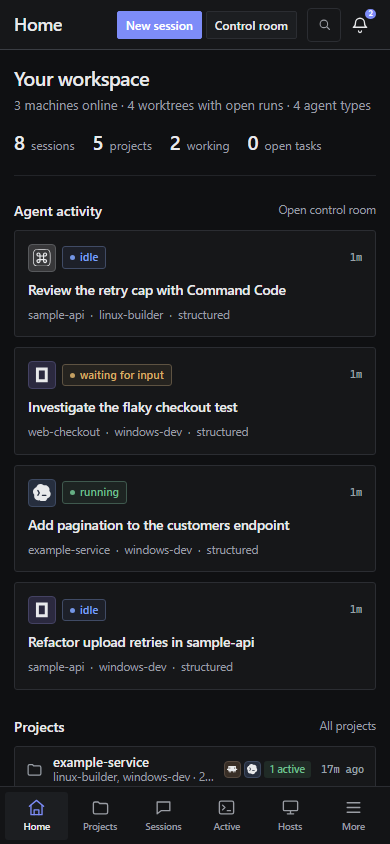 Home
New session
Control room
2
Your workspace
3 machines online · 4 worktrees with open runs · 4 agent types
8 sessions 5 projects 2 working 0 open tasks
Agent activity
Open control room
idle
1m
Review the retry cap with Command Code
sample-api · linux-builder · structured
waiting for input
1m
Investigate the flaky checkout test
web-checkout · windows-dev · structured
running
1m
Add pagination to the customers endpoint
example-service · windows-dev · structured
idle
1m
Refactor upload retries in sample-api
sample-api · windows-dev · structured
Projects
All projects
example-service
linux-builder, windows-dev · 2...
1 active
17m ago
Home
Projects
Sessions
Active
Hosts
More